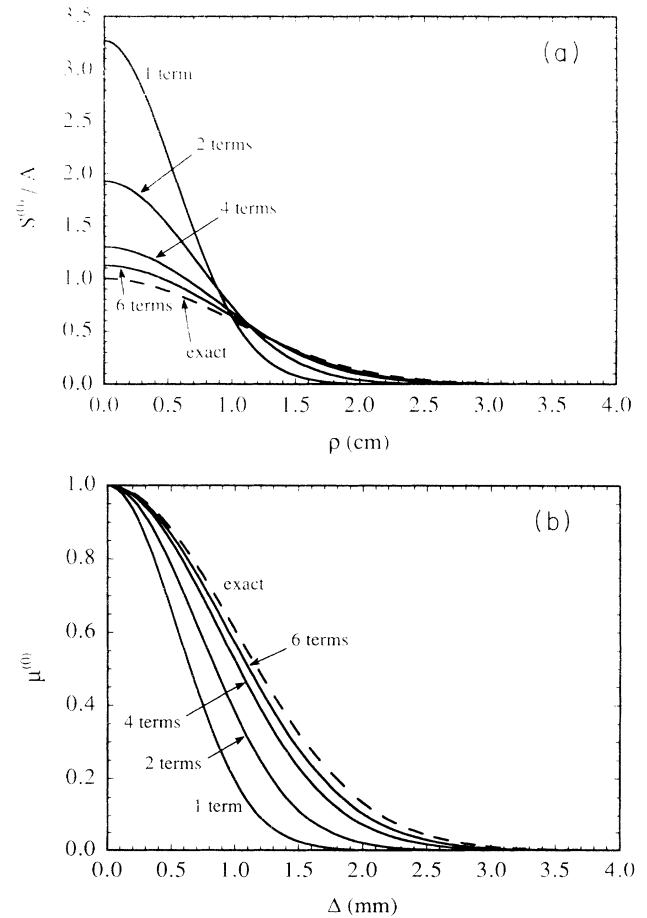 3.5
(a)
3.0
1 term
2.5
2 terms
2.0
S⁽⁰⁾ / A
4 terms
1.5
1.0
6 terms
exact
0.5
0.0
0.0 0.5 1.0 1.5 2.0 2.5 3.0 3.5 4.0
ρ (cm)
1.0
(b)
0.8
exact
0.6
6 terms
μ⁽⁰⁾
0.4
4 terms
2 terms
0.2
1 term
0.0
0.0 0.5 1.0 1.5 2.0 2.5 3.0 3.5 4.0
Δ (mm)